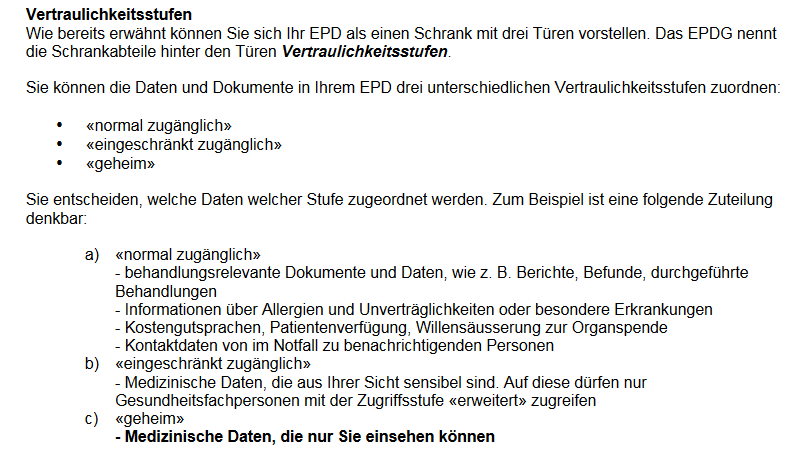 Vertraulichkeitsstufen
Wie bereits erwähnt können Sie sich Ihr EPD als einen Schrank mit drei Türen vorstellen. Das EPDG nennt
die Schrankabteile hinter den Türen Vertraulichkeitsstufen.
Sie können die Daten und Dokumente in Ihrem EPD drei unterschiedlichen Vertraulichkeitsstufen zuordnen:
• «normal zugänglich»
• «eingeschränkt zugänglich»
• «geheim»
Sie entscheiden, welche Daten welcher Stufe zugeordnet werden. Zum Beispiel ist eine folgende Zuteilung
denkbar:
a) «normal zugänglich»
- behandlungsrelevante Dokumente und Daten, wie z. B. Berichte, Befunde, durchgeführte
Behandlungen
- Informationen über Allergien und Unverträglichkeiten oder besondere Erkrankungen
- Kostengutsprachen, Patientenverfügung, Willensäusserung zur Organspende
- Kontaktdaten von im Notfall zu benachrichtigenden Personen
b) «eingeschränkt zugänglich»
- Medizinische Daten, die aus Ihrer Sicht sensibel sind. Auf diese dürfen nur
Gesundheitsfachpersonen mit der Zugriffsstufe «erweitert» zugreifen
c) «geheim»
- Medizinische Daten, die nur Sie einsehen können